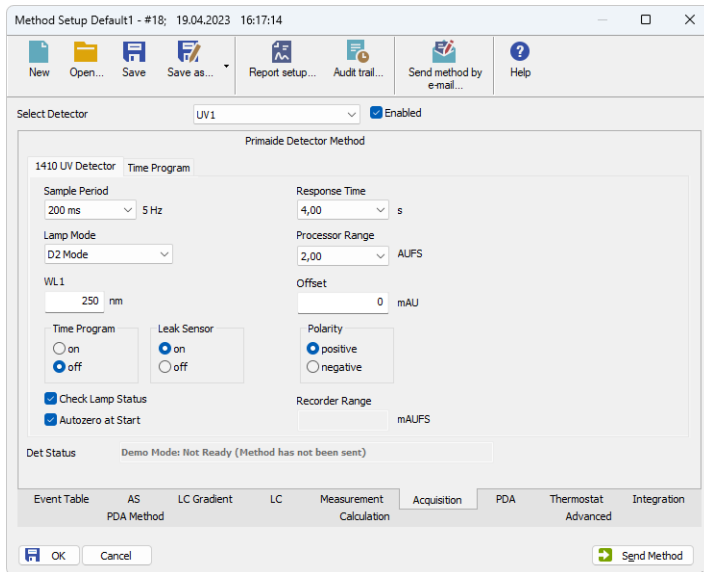 Method Setup Default1 - #18;   19.04.2023   16:17:14
New
Open...
Save
Save as...
Report setup...
Audit trail...
Send method by
e-mail...
Help
Select Detector
UV1
Enabled
Primaide Detector Method
1410 UV Detector
Time Program
Sample Period
200 ms
5 Hz
Response Time
4,00
s
Lamp Mode
D2 Mode
Processor Range
2,00
AUFS
WL1
250
nm
Offset
0
mAU
Time Program
on
off
Leak Sensor
on
off
Polarity
positive
negative
Check Lamp Status
Autozero at Start
Recorder Range
mAUFS
Det Status
Demo Mode: Not Ready (Method has not been sent)
Event Table
AS
LC Gradient
LC
Measurement
Acquisition
PDA
Thermostat
Integration
PDA Method
Calculation
Advanced
OK
Cancel
Send Method